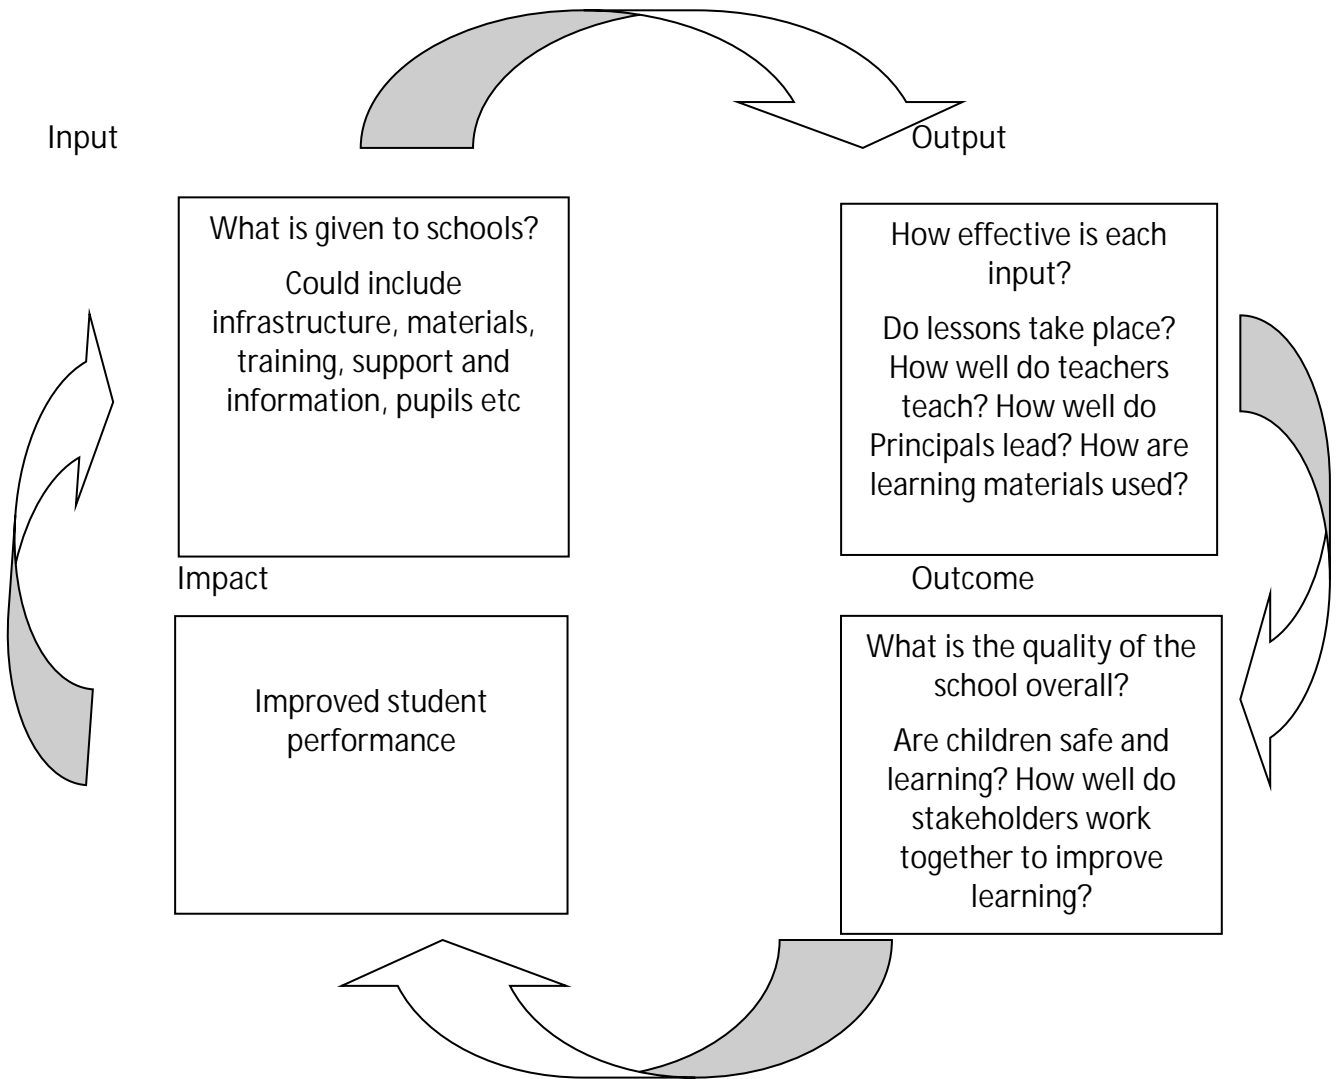 Input
What is given to schools?
Could include
infrastructure, materials,
training, support and
information, pupils etc
Output
How effective is each
input?
Do lessons take place?
How well do teachers
teach? How well do
Principals lead? How are
learning materials used?
Outcome
What is the quality of the
school overall?
Are children safe and
learning? How well do
stakeholders work
together to improve
learning?
Impact
Improved student
performance